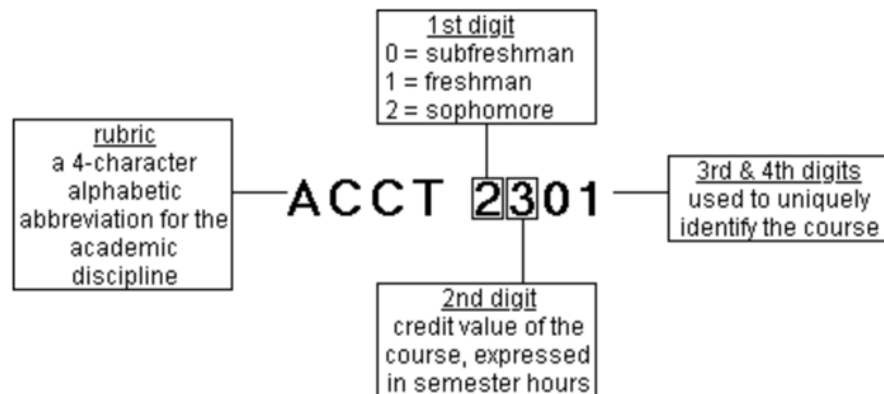 1st digit
0 = subfreshman
1 = freshman
2 = sophomore
rubric
a 4-character
alphabetic
abbreviation for the
academic
discipline
ACCT 2301
3rd & 4th digits
used to uniquely
identify the course
2nd digit
credit value of the
course, expressed
in semester hours